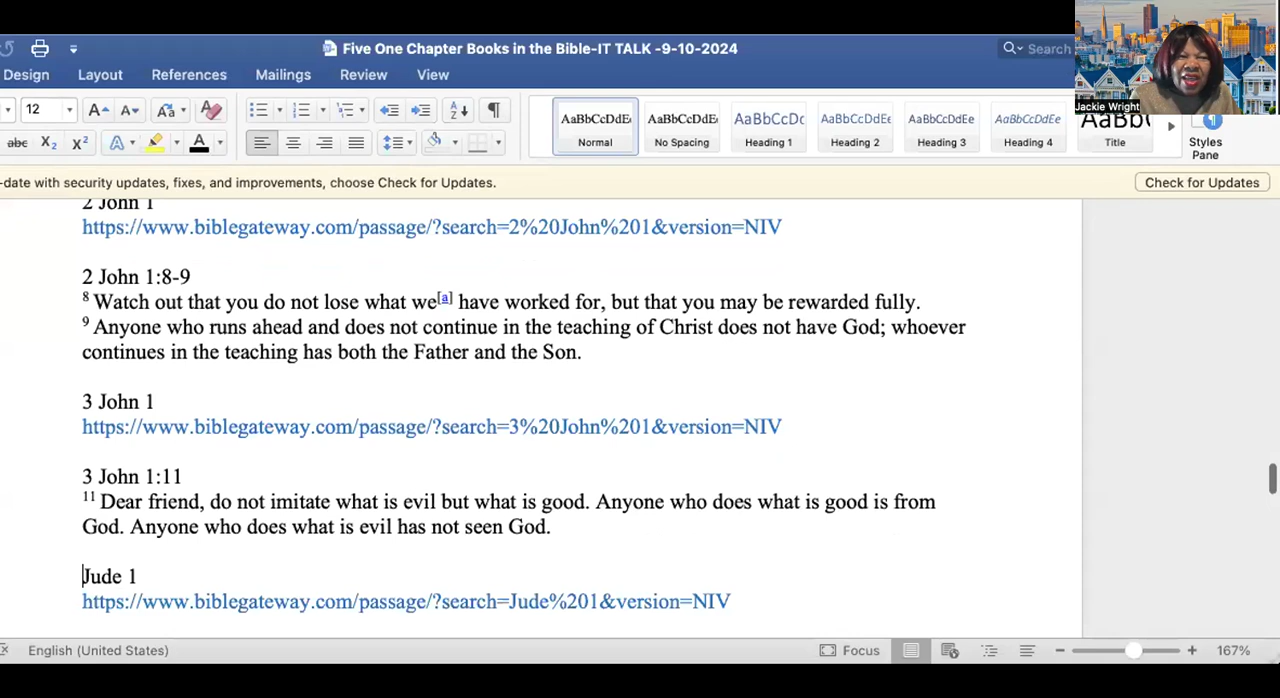 Five One Chapter Books in the Bible-IT TALK -9-10-2024
Search
Jackie Wright
Design Layout References Mailings Review View
12
AaBbCcDdEe AaBbCcDdEe AaBbCcDc AaBbCcDdEe AaBbCcDdEe AaBbCcDdEe AaBbC
Normal No Spacing Heading 1 Heading 2 Heading 3 Heading 4 Title
Styles
Pane
-date with security updates, fixes, and improvements, choose Check for Updates.
Check for Updates
2 John 1
https://www.biblegateway.com/passage/?search=2%20John%201&version=NIV
2 John 1:8-9
8 Watch out that you do not lose what we[a] have worked for, but that you may be rewarded fully.
9 Anyone who runs ahead and does not continue in the teaching of Christ does not have God; whoever
continues in the teaching has both the Father and the Son.
3 John 1
https://www.biblegateway.com/passage/?search=3%20John%201&version=NIV
3 John 1:11
11 Dear friend, do not imitate what is evil but what is good. Anyone who does what is good is from
God. Anyone who does what is evil has not seen God.
Jude 1
https://www.biblegateway.com/passage/?search=Jude%201&version=NIV
English (United States)
Focus
167%